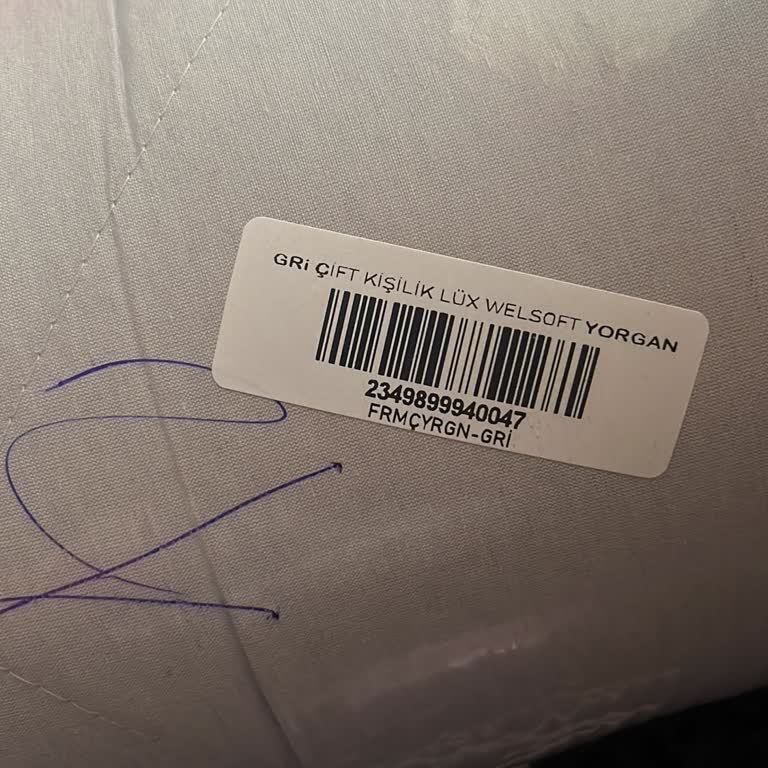 GRi ÇİFT KİŞİLİK LÜX WELSOFT YORGAN
2349899940047
FRMÇYRGN-GRİ